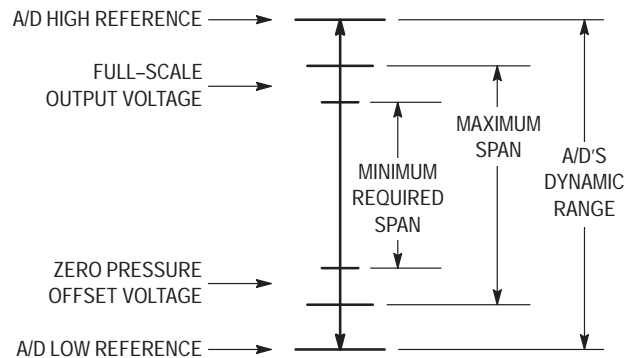 A/D HIGH REFERENCE
FULL–SCALE
OUTPUT VOLTAGE
MAXIMUM
SPAN
A/D'S
DYNAMIC
RANGE
MINIMUM
REQUIRED
SPAN
ZERO PRESSURE
OFFSET VOLTAGE
A/D LOW REFERENCE